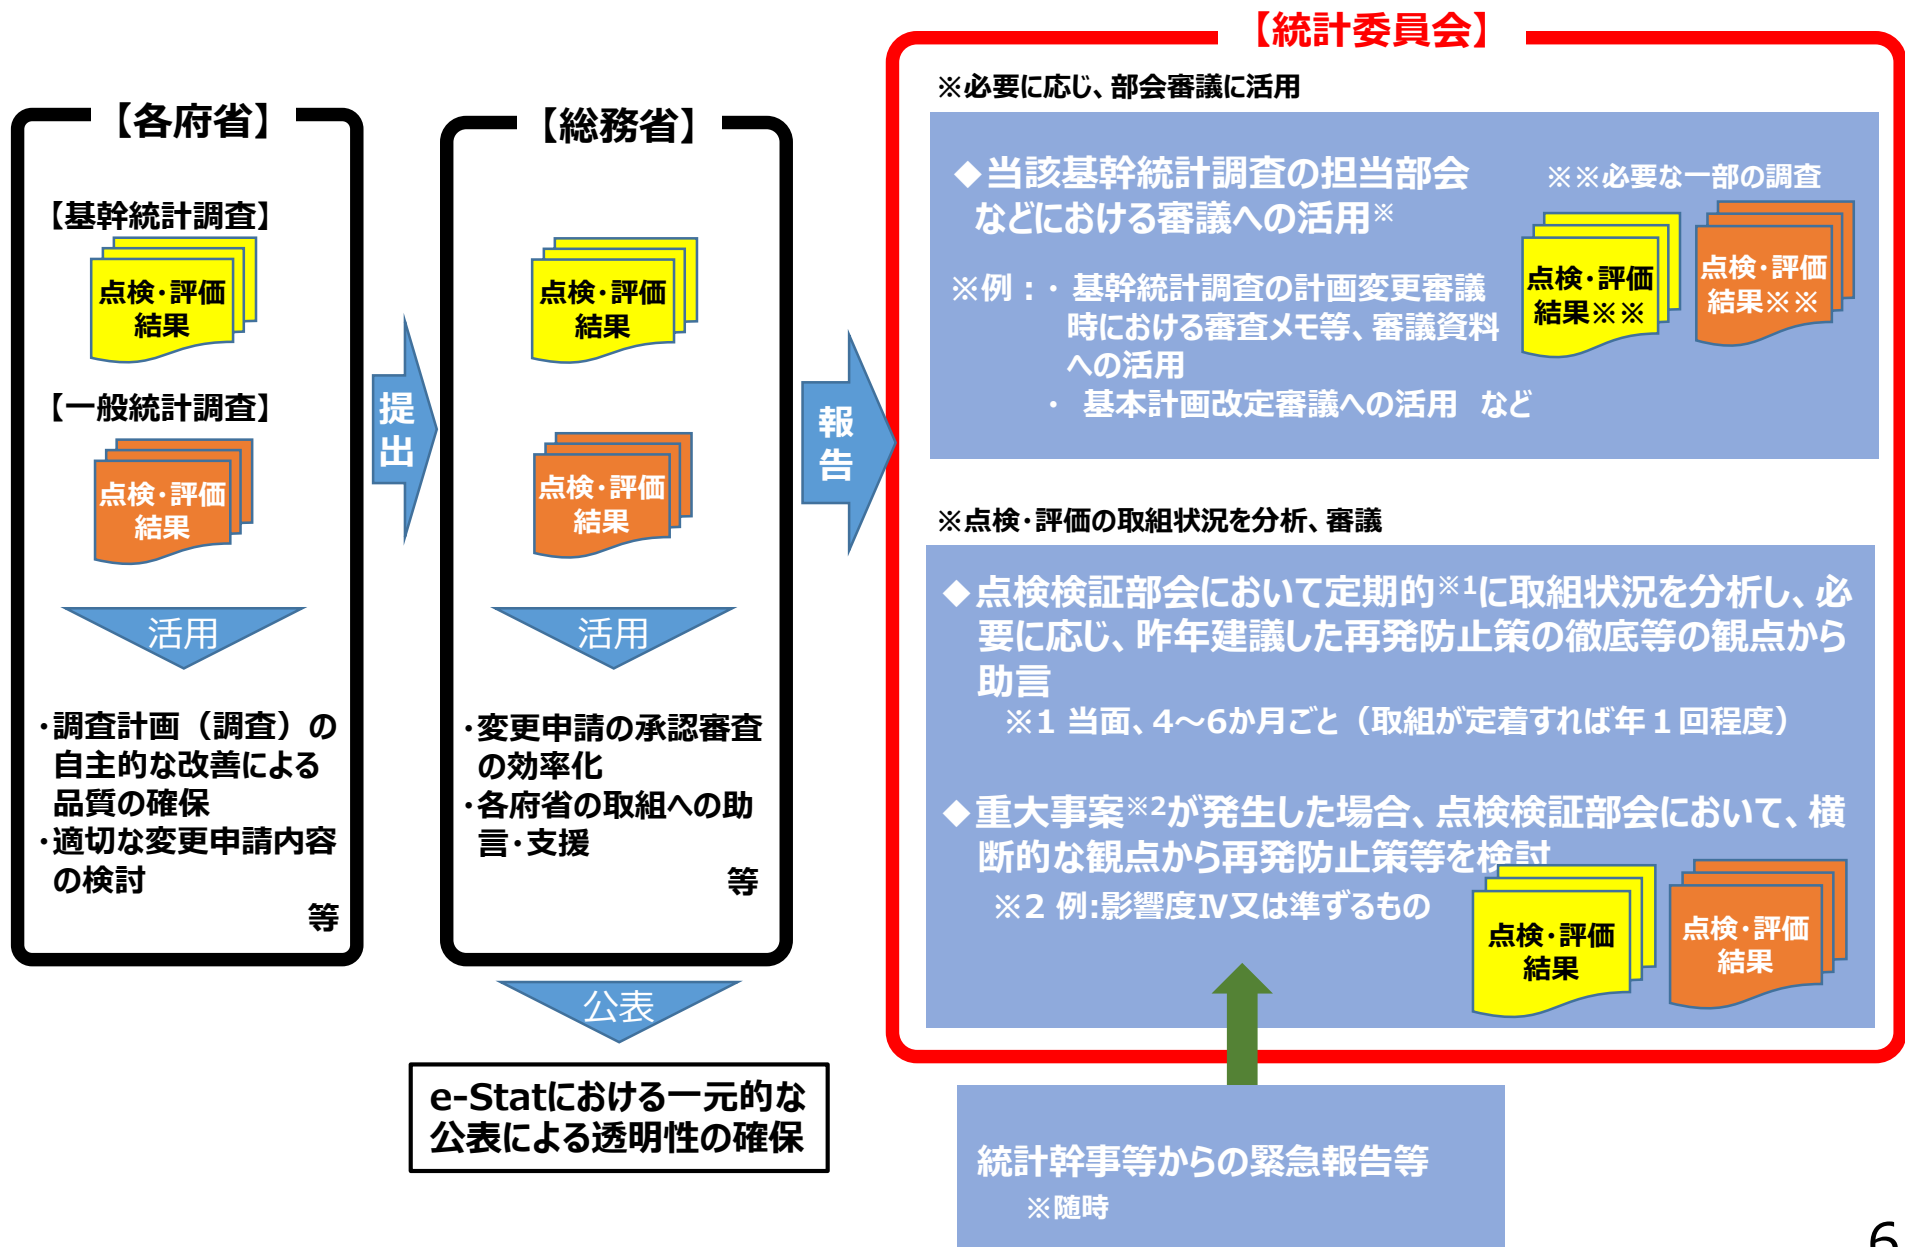 【各府省】
【基幹統計調査】
点検・評価
結果
【一般統計調査】
点検・評価
結果
活用
・調査計画（調査）の
自主的な改善による
品質の確保
・適切な変更申請内容
の検討
等
提
出
【総務省】
点検・評価
結果
点検・評価
結果
活用
・変更申請の承認審査
の効率化
・各府省の取組への助
言・支援
等
公表
e-Statにおける一元的な
公表による透明性の確保
報
告
【統計委員会】
※必要に応じ、部会審議に活用
◆当該基幹統計調査の担当部会
などにおける審議への活用※
※例：・ 基幹統計調査の計画変更審議
時における審査メモ等、審議資料
への活用
・ 基本計画改定審議への活用 など
※※必要な一部の調査
点検・評価
結果※※
点検・評価
結果※※
※点検・評価の取組状況を分析、審議
◆点検検証部会において定期的※1に取組状況を分析し、必
要に応じ、昨年建議した再発防止策の徹底等の観点から
助言
※1 当面、4～6か月ごと（取組が定着すれば年１回程度）
◆重大事案※2が発生した場合、点検検証部会において、横
断的な観点から再発防止策等を検討
※2 例:影響度Ⅳ又は準ずるもの
点検・評価
結果
点検・評価
結果
統計幹事等からの緊急報告等
※随時
6